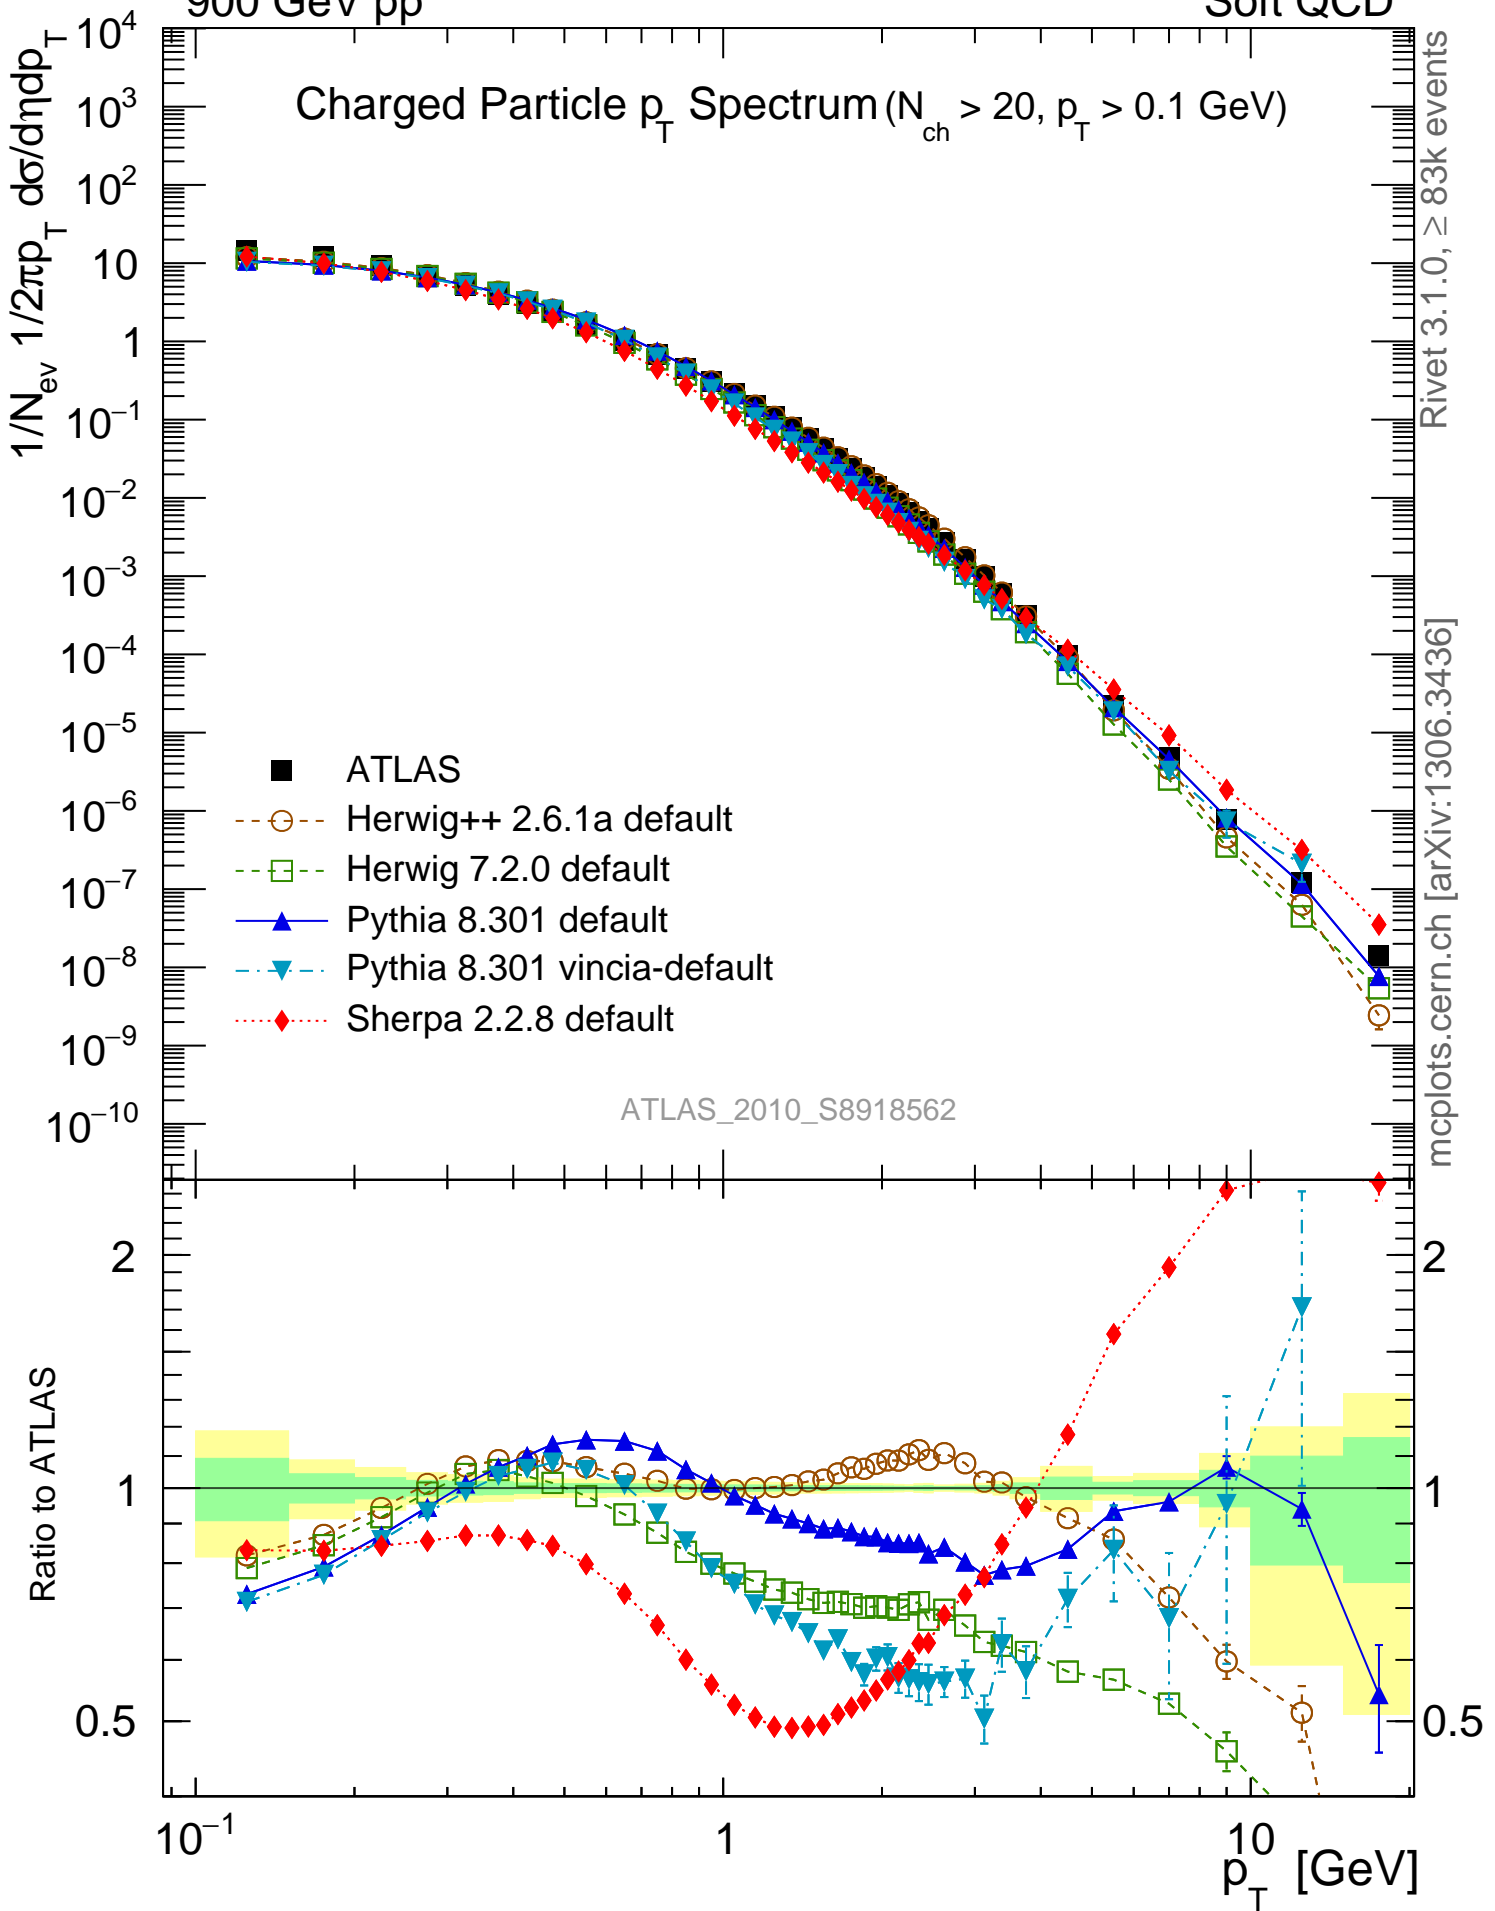 900 GeV pp
Soft QCD
Charged Particle p_T Spectrum (N_ch > 20, p_T > 0.1 GeV)
1/N_ev 1/2πp_T dσ/dηdp_T
10^4
10^3
10^2
10
1
10^−1
10^−2
10^−3
10^−4
10^−5
10^−6
10^−7
10^−8
10^−9
10^−10
ATLAS
Herwig++ 2.6.1a default
Herwig 7.2.0 default
Pythia 8.301 default
Pythia 8.301 vincia-default
Sherpa 2.2.8 default
ATLAS_2010_S8918562
Rivet 3.1.0, ≥ 83k events
mcplots.cern.ch [arXiv:1306.3436]
Ratio to ATLAS
2
1
0.5
2
1
0.5
10^−1
1
10
p_T [GeV]